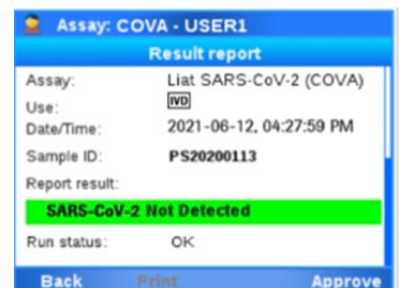 Assay: COVA - USER1
Result report
Assay: Liat SARS-CoV-2 (COVA)
Use: IVD
Date/Time: 2021-06-12, 04:27:59 PM
Sample ID: PS20200113
Report result:
SARS-CoV-2 Not Detected
Run status: OK
Back Print Approve